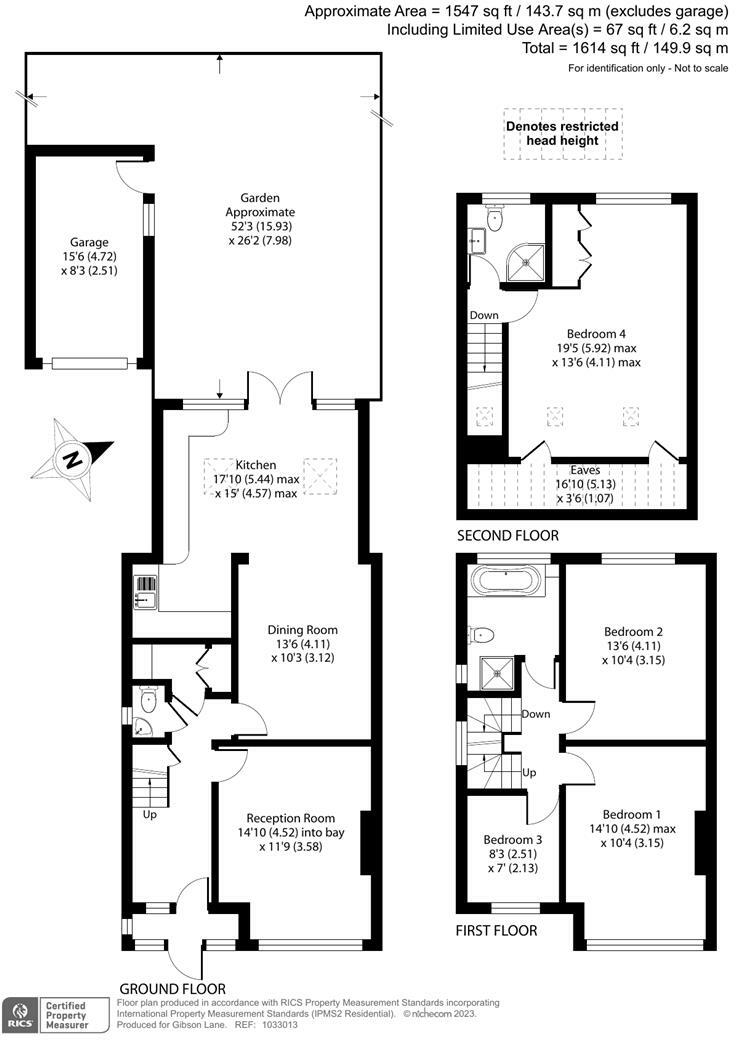 Approximate Area = 1547 sq ft / 143.7 sq m (excludes garage)
Including Limited Use Area(s) = 67 sq ft / 6.2 sq m
Total = 1614 sq ft / 149.9 sq m
For identification only - Not to scale
Denotes restricted
head height
Garden
Approximate
52'3 (15.93)
x 26'2 (7.98)
Garage
15'6 (4.72)
x 8'3 (2.51)
N
Kitchen
17'10 (5.44) max
x 15' (4.57) max
Dining Room
13'6 (4.11)
x 10'3 (3.12)
Up
Reception Room
14'10 (4.52) into bay
x 11'9 (3.58)
GROUND FLOOR
Down
Bedroom 4
19'5 (5.92) max
x 13'6 (4.11) max
Eaves
16'10 (5.13)
x 3'6 (1.07)
SECOND FLOOR
Bedroom 2
13'6 (4.11)
x 10'4 (3.15)
Down
Up
Bedroom 1
14'10 (4.52) max
x 10'4 (3.15)
Bedroom 3
8'3 (2.51)
x 7' (2.13)
FIRST FLOOR
RICS
Certified
Property
Measurer
Floor plan produced in accordance with RICS Property Measurement Standards incorporating
International Property Measurement Standards (IPMS2 Residential). © nichecom 2023.
Produced for Gibson Lane. REF: 1033013